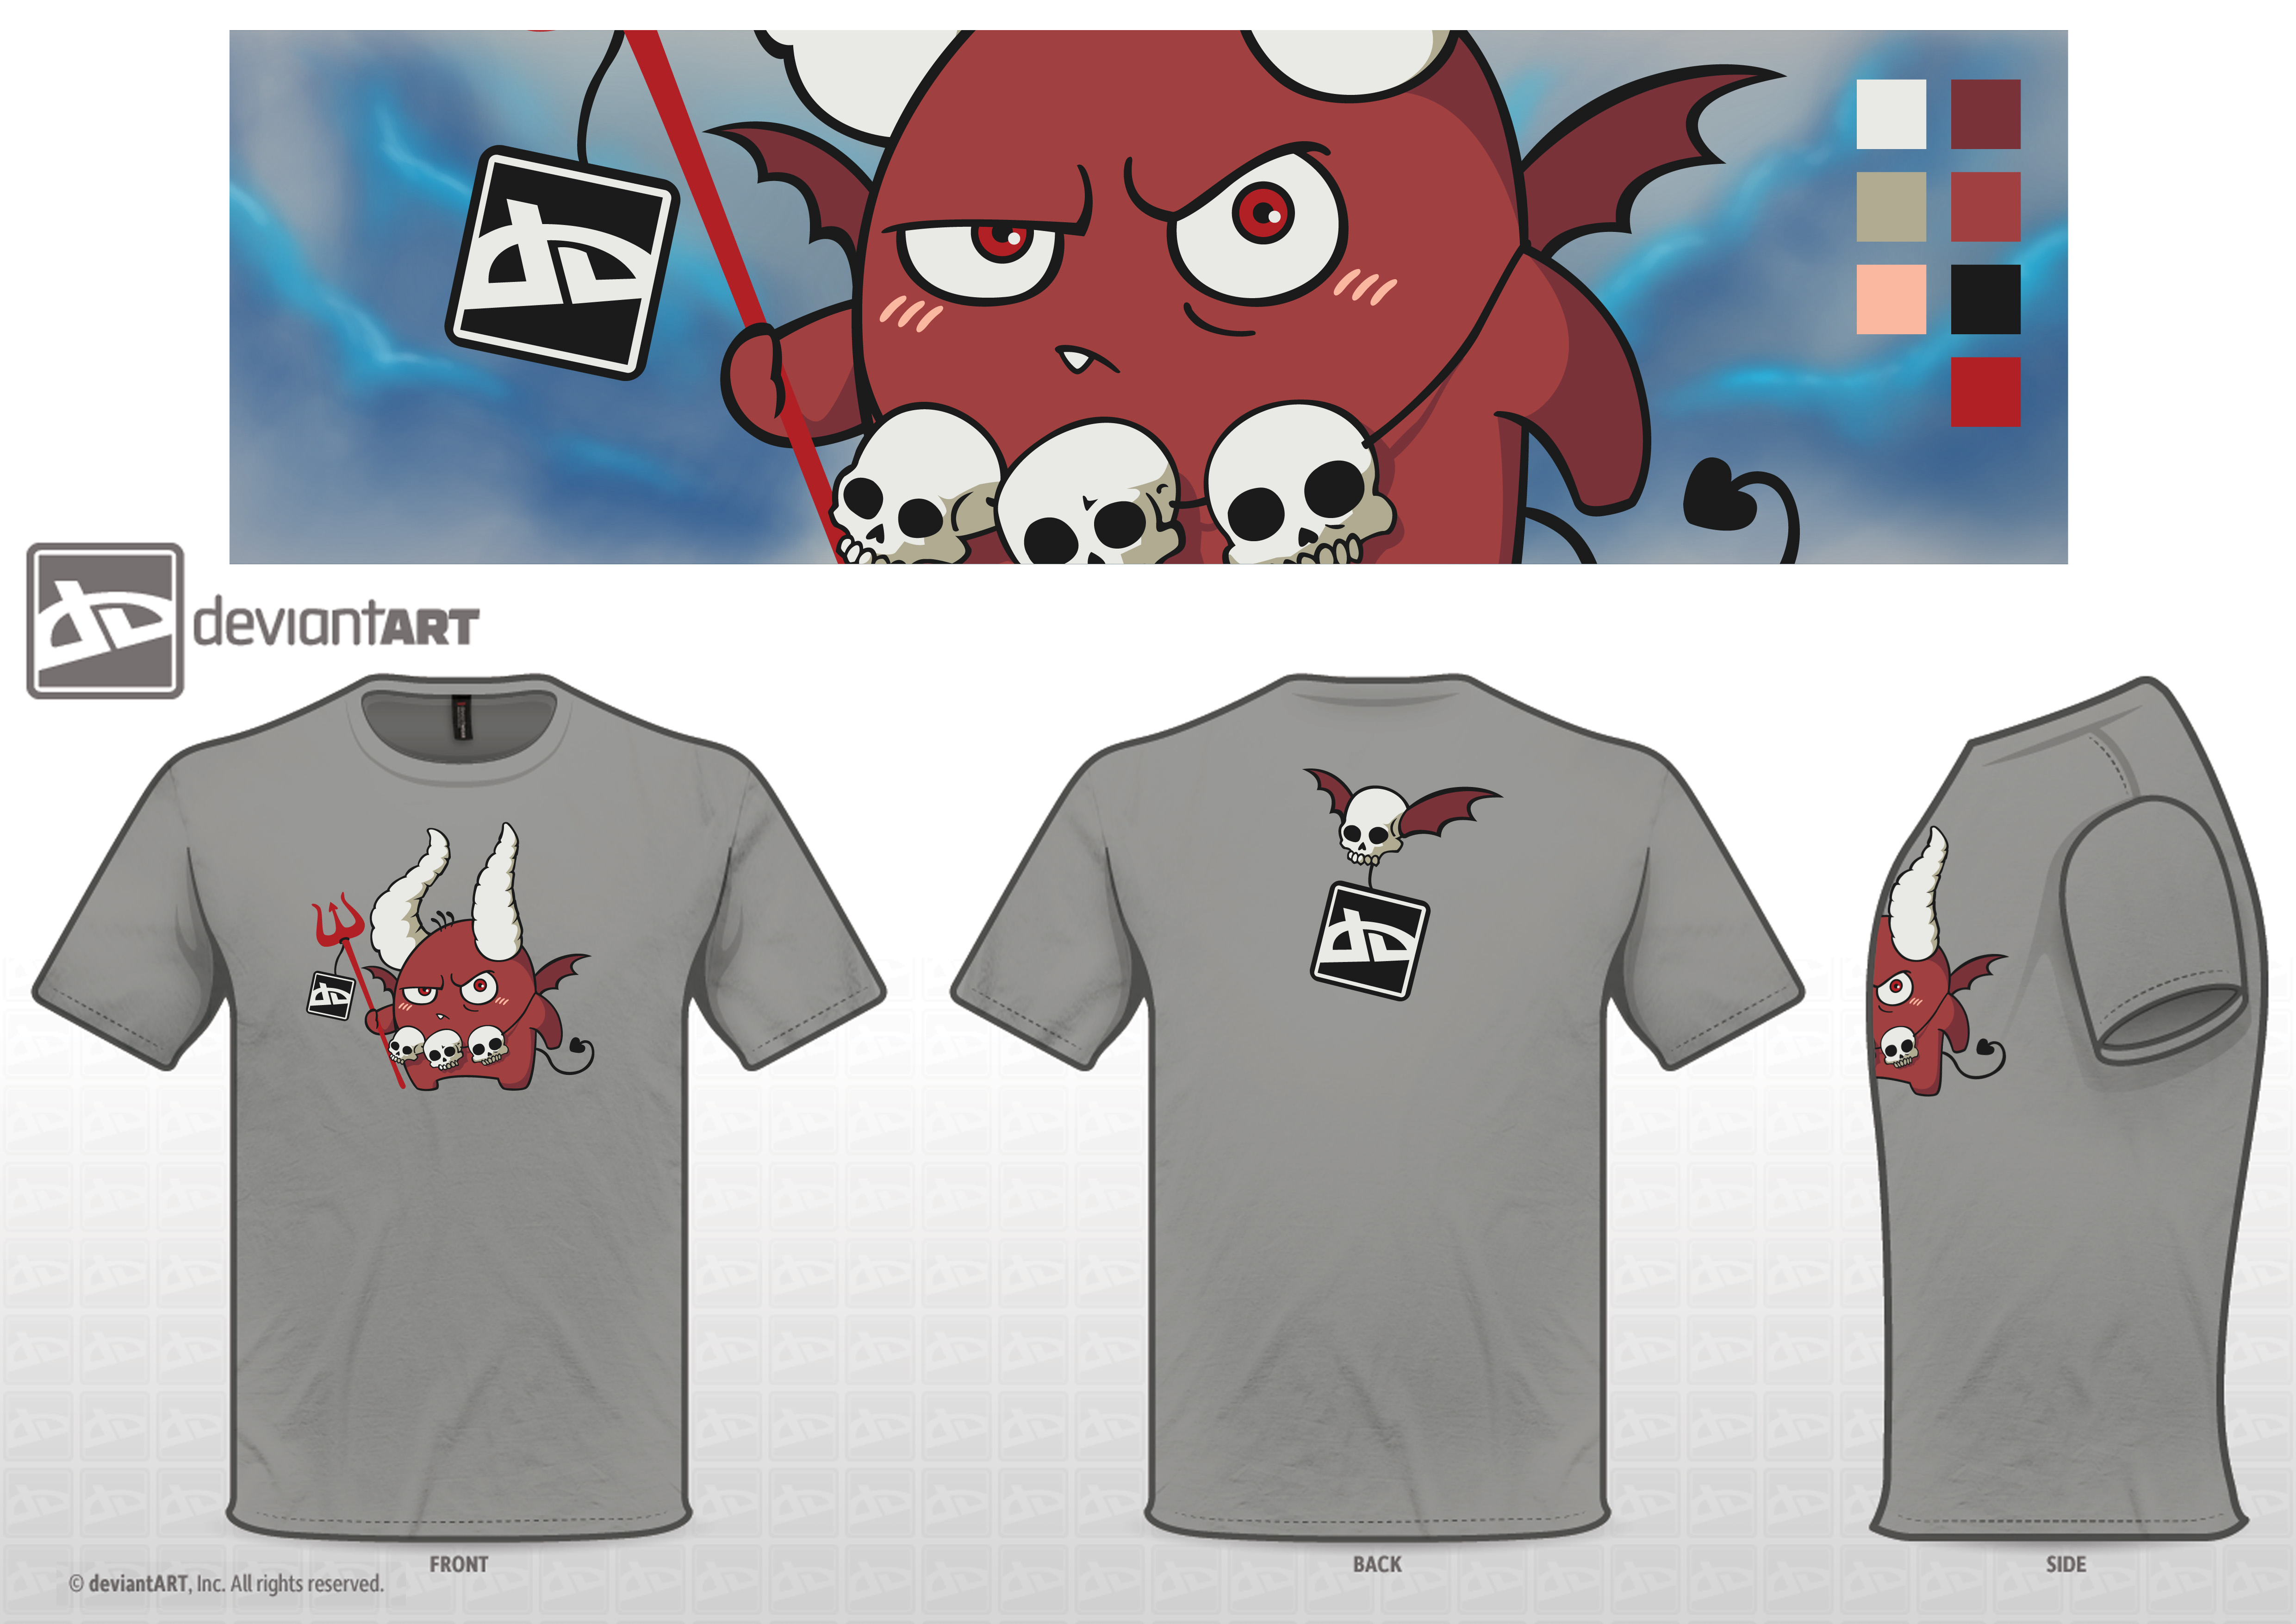 deviantART
FRONT
BACK
SIDE
© deviantART, Inc. All rights reserved.